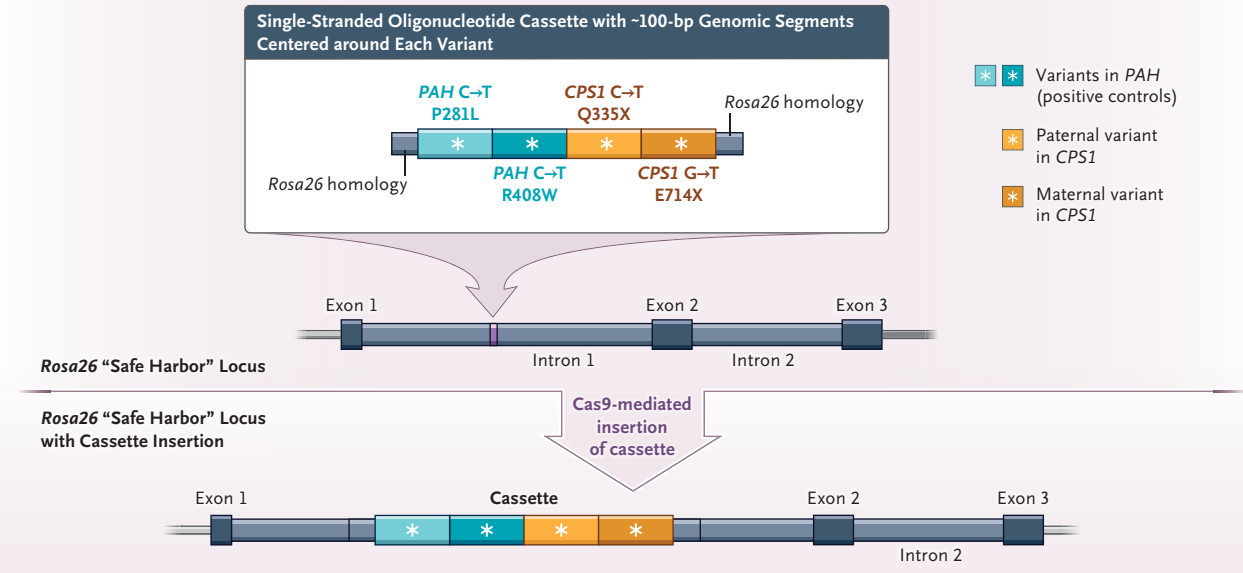 Single-Stranded Oligonucleotide Cassette with ~100-bp Genomic Segments
Centered around Each Variant
PAH C→T
P281L
CPS1 C→T
Q335X
Rosa26 homology
Rosa26 homology
PAH C→T
R408W
CPS1 G→T
E714X
Variants in PAH
(positive controls)
Paternal variant
in CPS1
Maternal variant
in CPS1
Exon 1
Exon 2
Exon 3
Intron 1
Intron 2
Rosa26 “Safe Harbor” Locus
Cas9-mediated
insertion
of cassette
Rosa26 “Safe Harbor” Locus
with Cassette Insertion
Exon 1
Cassette
Exon 2
Exon 3
Intron 2